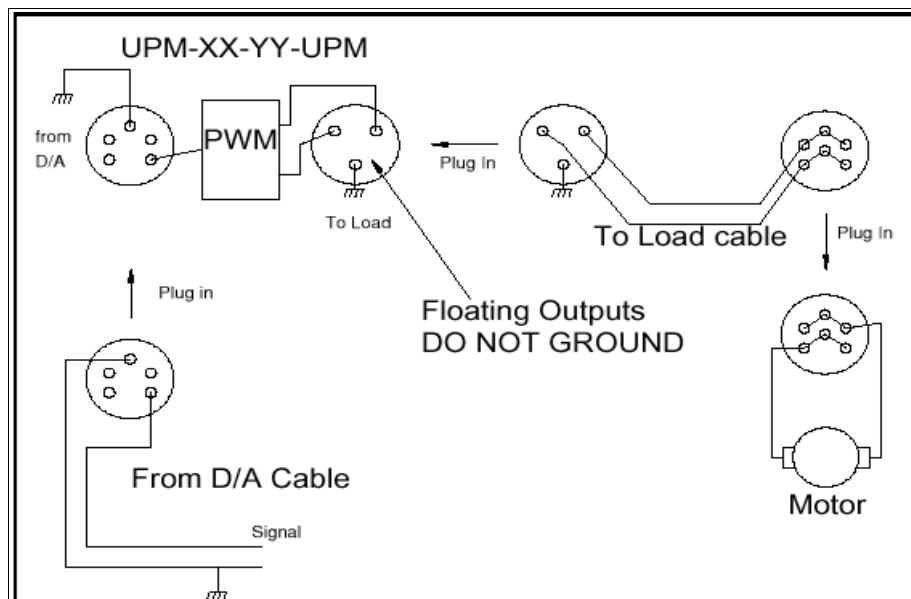 UPM-XX-YY-UPM
from
D/A
PWM
To Load
Plug In
To Load cable
Plug In
Plug in
Floating Outputs
DO NOT GROUND
From D/A Cable
Signal
Motor